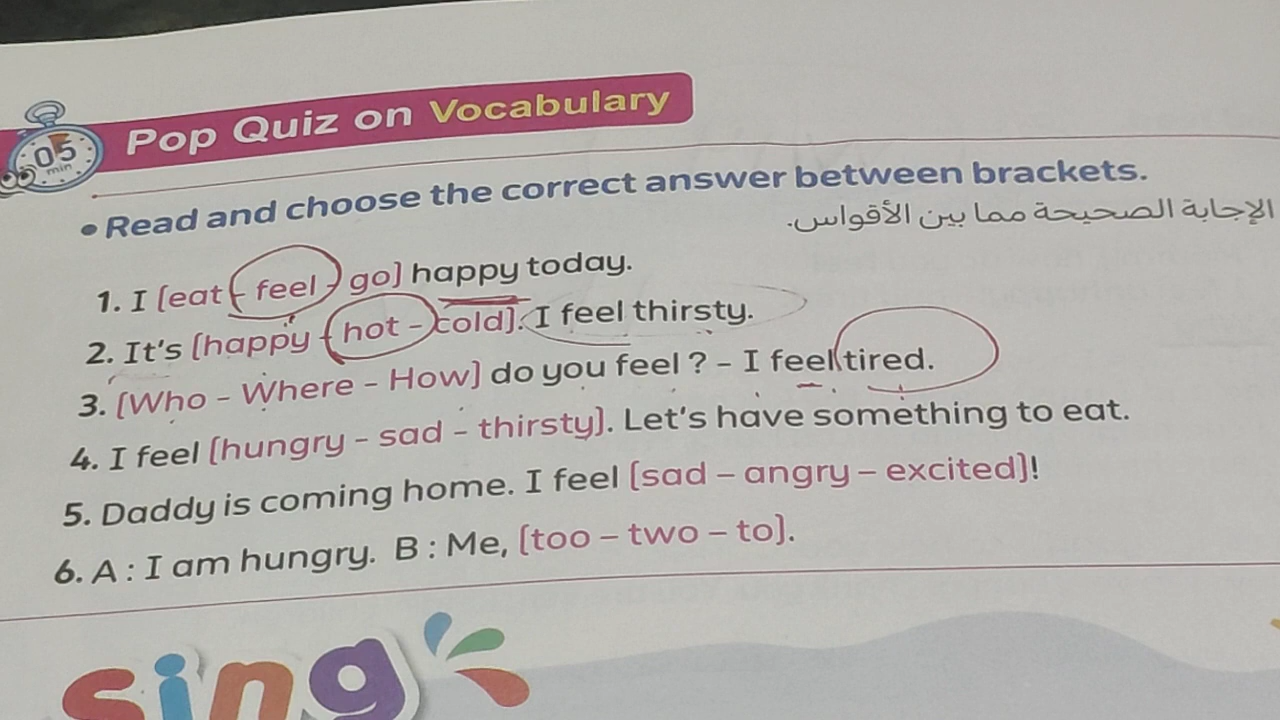 05
min
Pop Quiz on Vocabulary
• Read and choose the correct answer between brackets.
الإجابة الصحيحة مما بين الأقواس.
1. I (eat - feel - go) happy today.
2. It's (happy - hot - cold). I feel thirsty.
3. (Who - Where - How) do you feel ? - I feel tired.
4. I feel (hungry - sad - thirsty). Let's have something to eat.
5. Daddy is coming home. I feel (sad – angry – excited)!
6. A : I am hungry. B : Me, (too – two – to).
sing